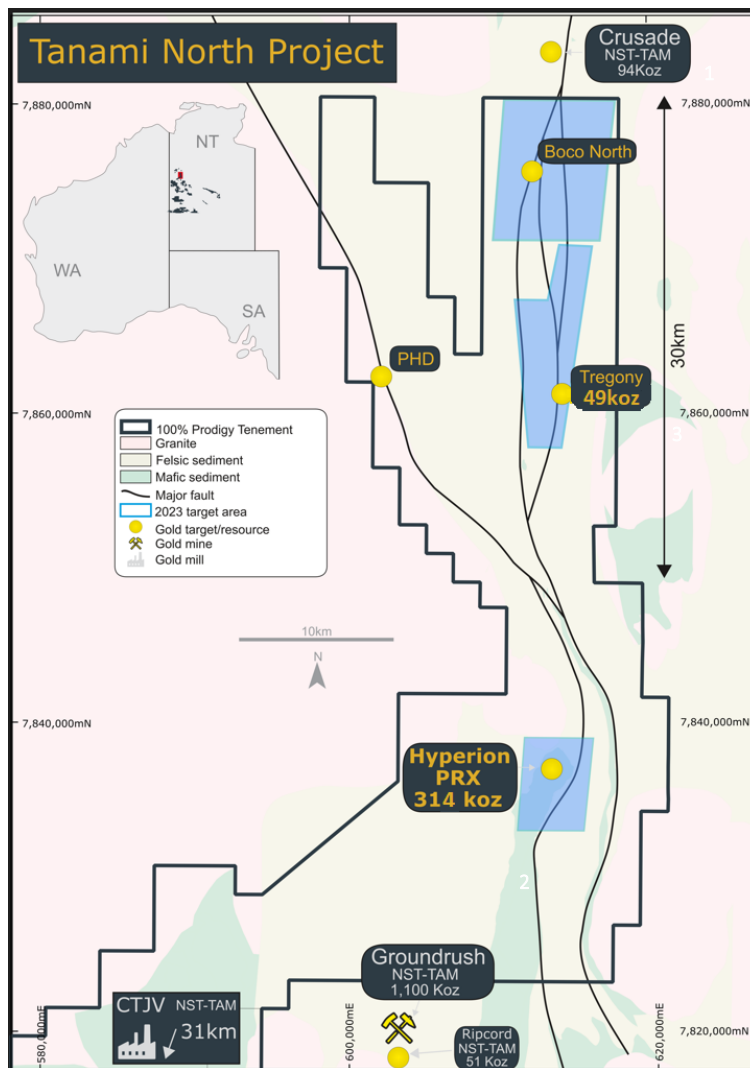 Tanami North Project
Crusade
NST-TAM
94Koz
1
7,880,000mN
7,880,000mN
NT
WA
SA
Boco North
30km
PHD
Tregony
49koz
7,860,000mN
7,860,000mN
3
100% Prodigy Tenement
Granite
Felsic sediment
Mafic sediment
Major fault
2023 target area
Gold target/resource
Gold mine
Gold mill
10km
N
7,840,000mN
7,840,000mN
Hyperion
PRX
314 koz
2
Groundrush
NST-TAM
1,100 Koz
CTJV NST-TAM
31km
Ripcord
NST-TAM
51 Koz
7,820,000mN
580,000mE
600,000mE
620,000mE